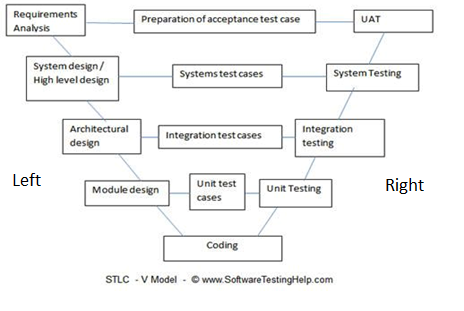 Requirements
Analysis
Preparation of acceptance test case
UAT
System design /
High level design
Systems test cases
System Testing
Architectural
design
Integration test cases
Integration
testing
Left
Module design
Unit test
cases
Unit Testing
Right
Coding
STLC - V Model - © www.SoftwareTestingHelp.com